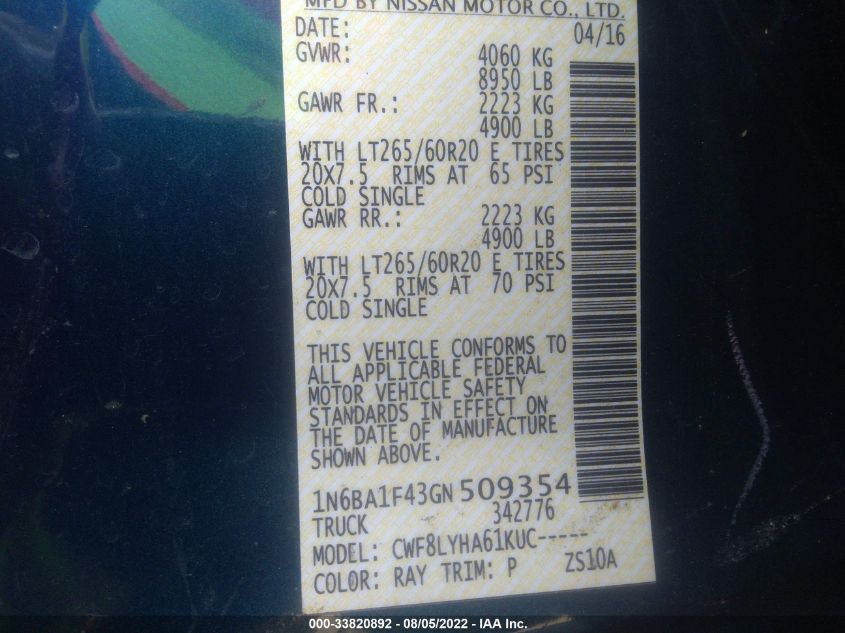 MFD BY NISSAN MOTOR CO., LTD.
DATE: 04/16
GVWR: 4060 KG
8950 LB
GAWR FR.: 2223 KG
4900 LB
WITH LT265/60R20 E TIRES
20X7.5 RIMS AT 65 PSI
COLD SINGLE
GAWR RR.: 2223 KG
4900 LB
WITH LT265/60R20 E TIRES
20X7.5 RIMS AT 70 PSI
COLD SINGLE
THIS VEHICLE CONFORMS TO
ALL APPLICABLE FEDERAL
MOTOR VEHICLE SAFETY
STANDARDS IN EFFECT ON
THE DATE OF MANUFACTURE
SHOWN ABOVE.
1N6BA1F43GN509354
TRUCK 342776
MODEL: CWF8LYHA61KUC-----
COLOR: RAY TRIM: P ZS10A
000-33820892 - 08/05/2022 - IAA Inc.